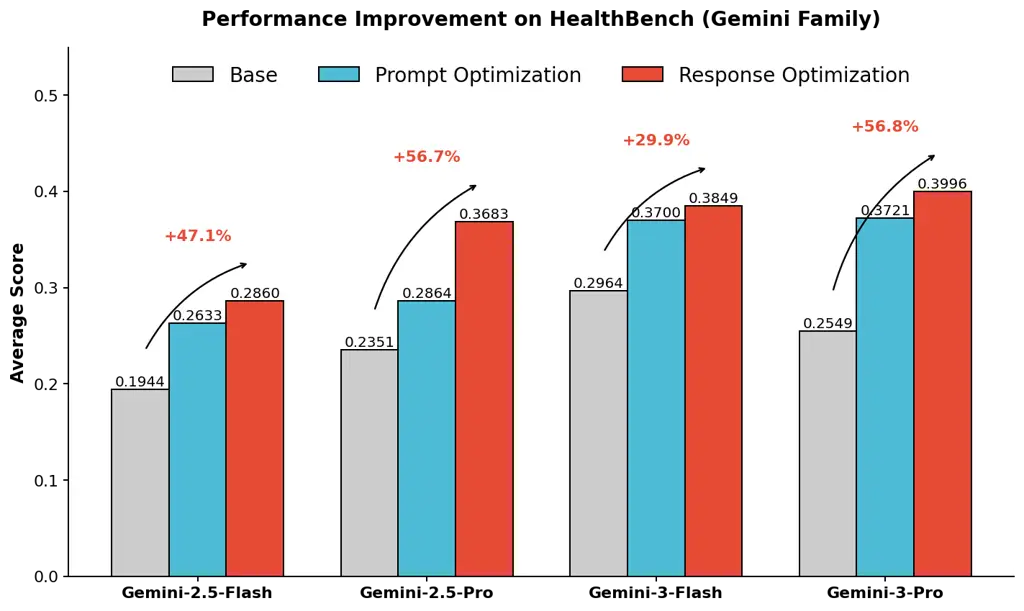 Performance Improvement on HealthBench (Gemini Family)
Base Prompt Optimization Response Optimization
Average Score
0.5
0.4
0.3
0.2
0.1
0.0
+47.1%
0.1944 0.2633 0.2860
+56.7%
0.2351 0.2864 0.3683
+29.9%
0.2964 0.3700 0.3849
+56.8%
0.2549 0.3721 0.3996
Gemini-2.5-Flash Gemini-2.5-Pro Gemini-3-Flash Gemini-3-Pro